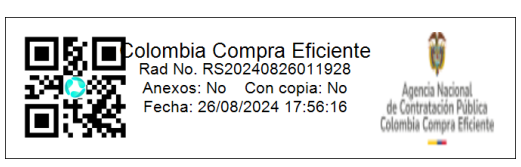 Colombia Compra Eficiente
Rad No. RS20240826011928
Anexos: No Con copia: No
Fecha: 26/08/2024 17:56:16
Agencia Nacional
de Contratación Pública
Colombia Compra Eficiente